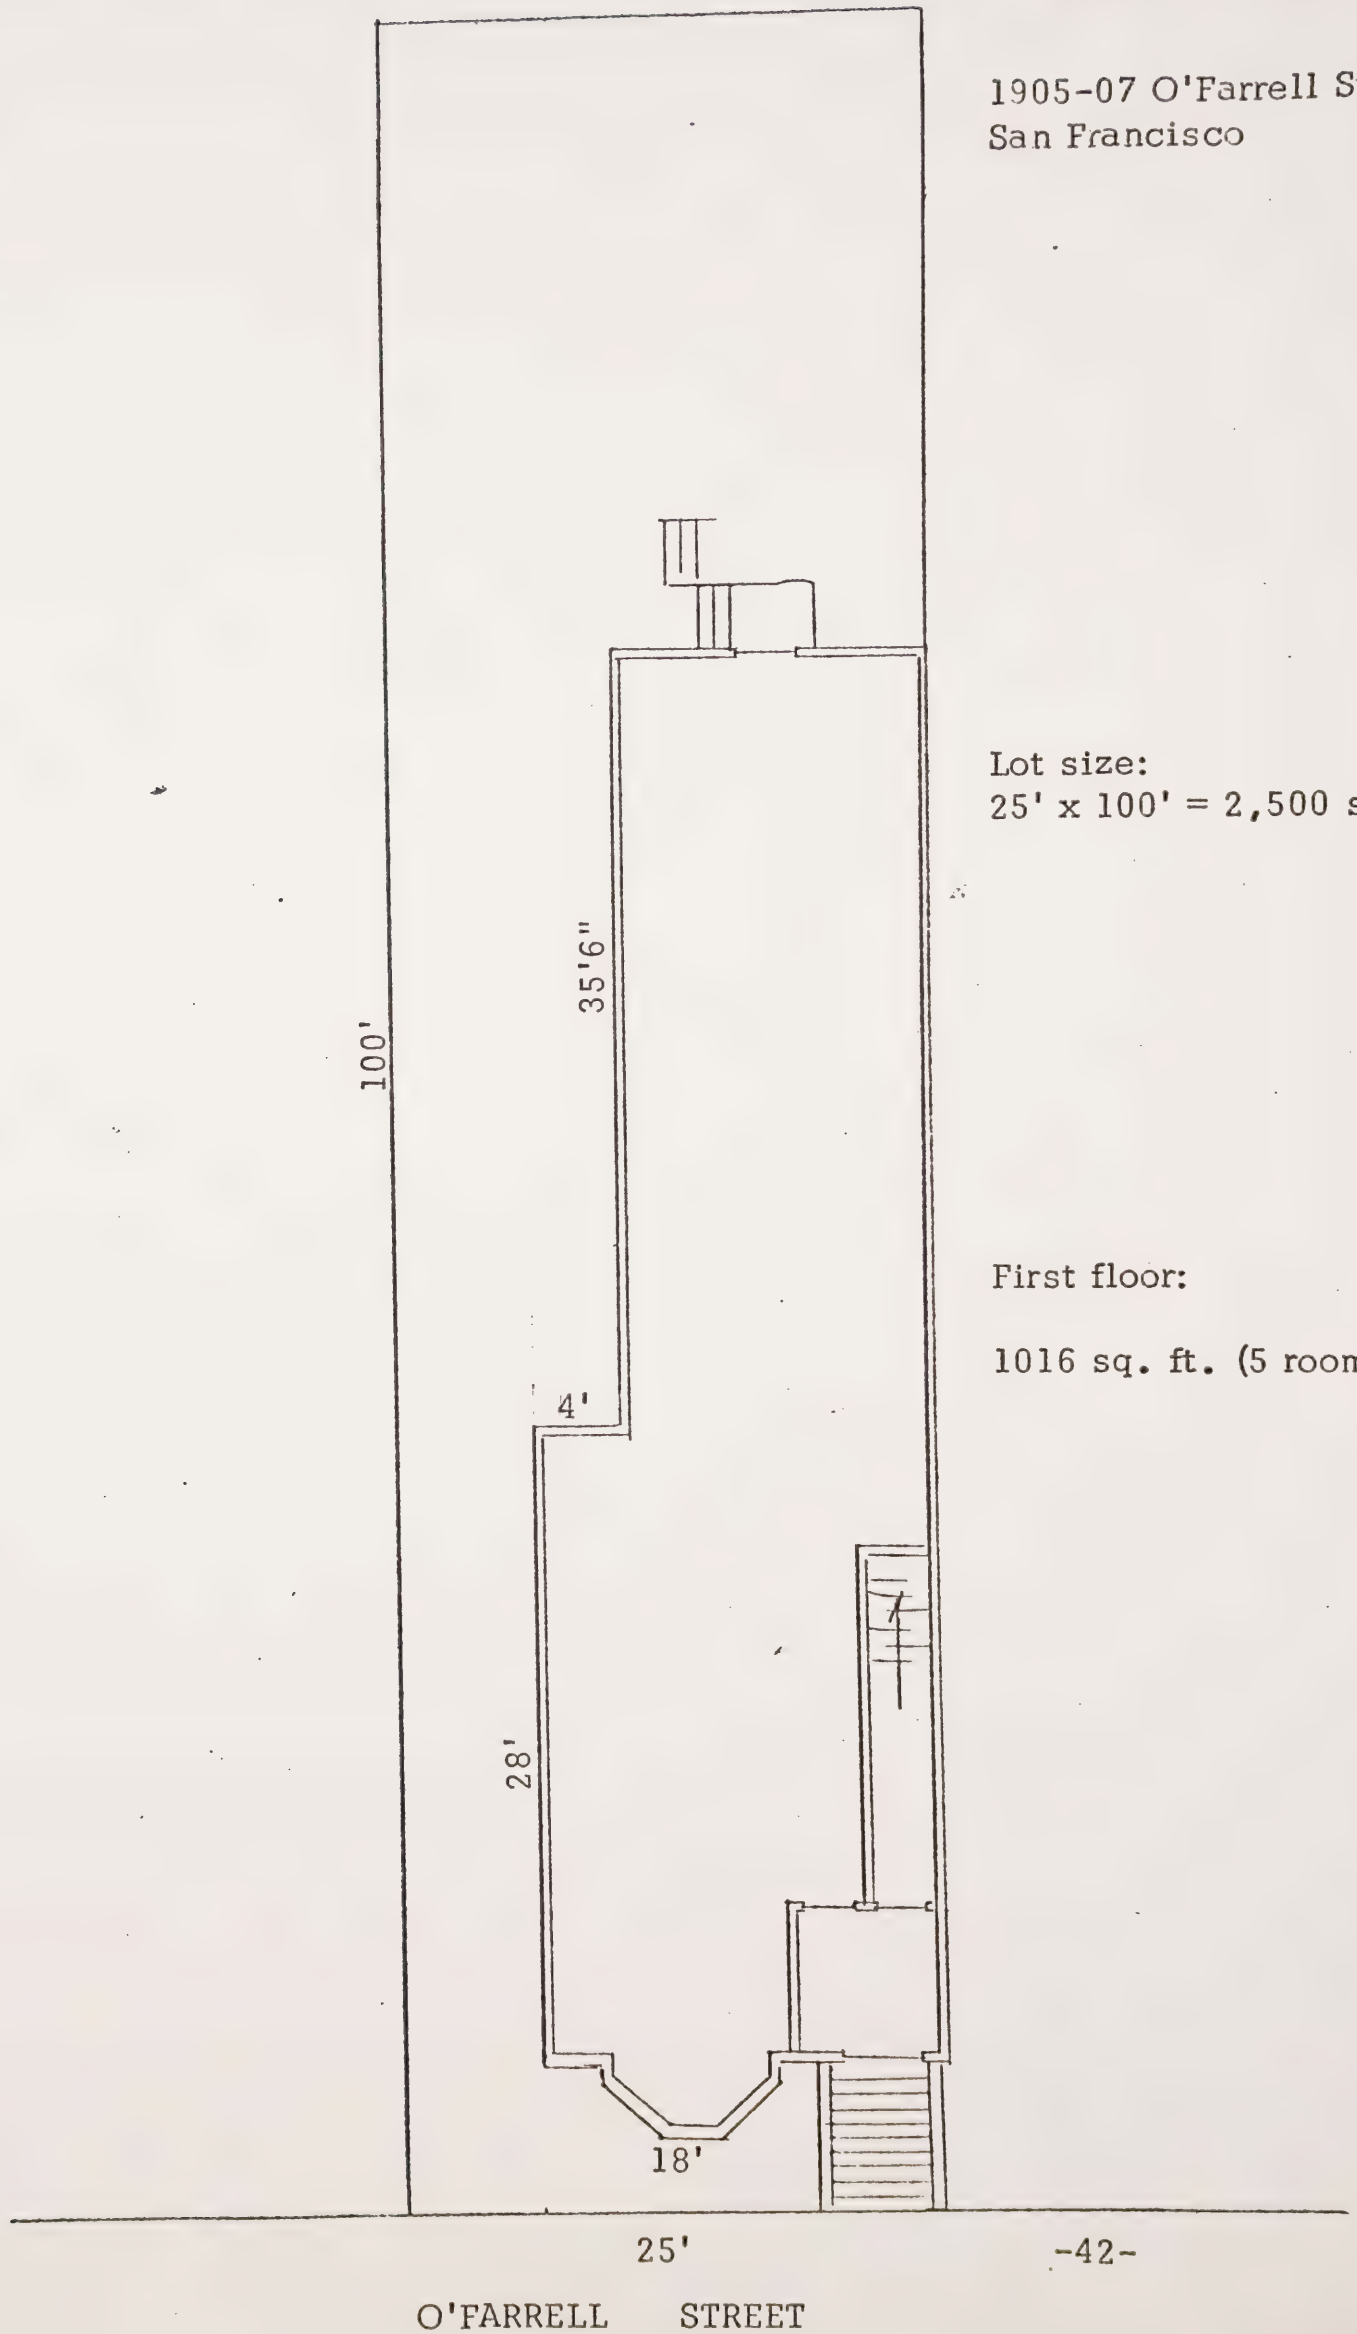 1905-07 O'Farrell S
San Francisco
Lot size:
25' x 100' = 2,500 s
35'6"
100'
First floor:
1016 sq. ft. (5 room
4'
28'
18'
25'
-42-
O'FARRELL STREET